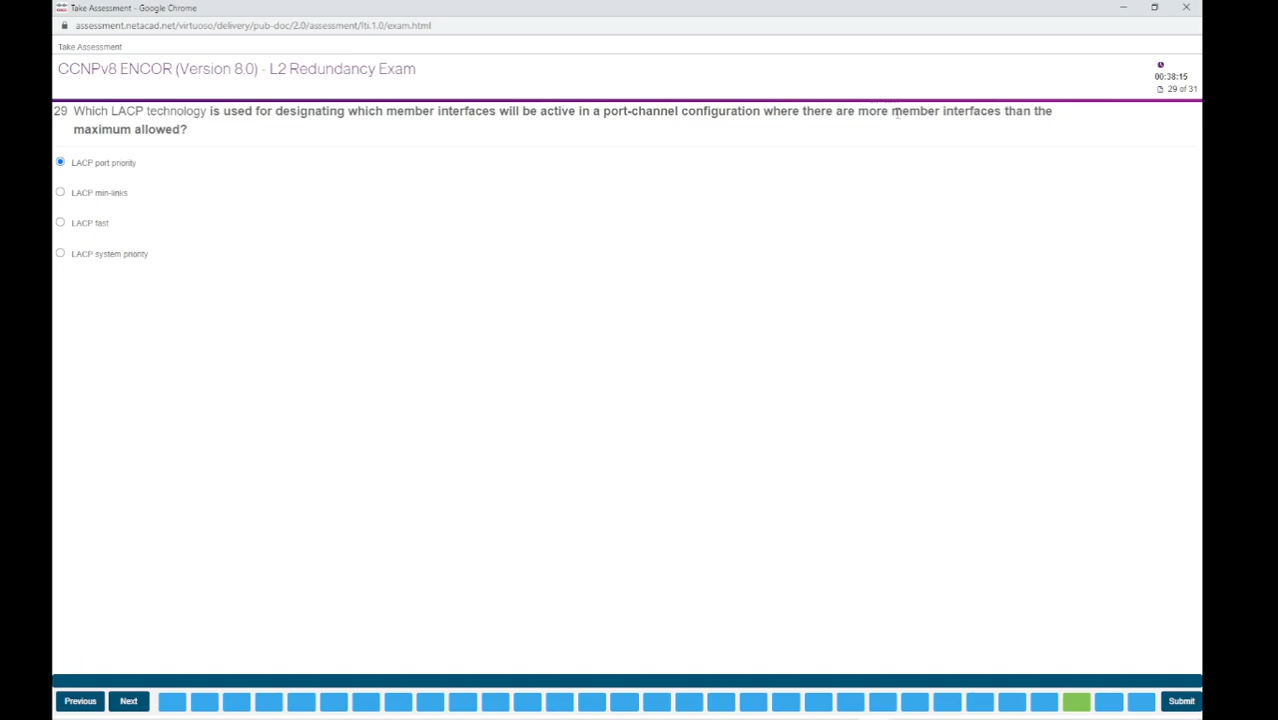 Take Assessment - Google Chrome
assessment.netacad.net/virtuoso/delivery/pub-doc/2.0/assessment/lti.1.0/exam.html
Take Assessment
CCNPv8 ENCOR (Version 8.0) - L2 Redundancy Exam
00:38:15
29 of 31
29 Which LACP technology is used for designating which member interfaces will be active in a port-channel configuration where there are more member interfaces than the
maximum allowed?
LACP port priority
LACP min-links
LACP fast
LACP system priority
Previous Next Submit